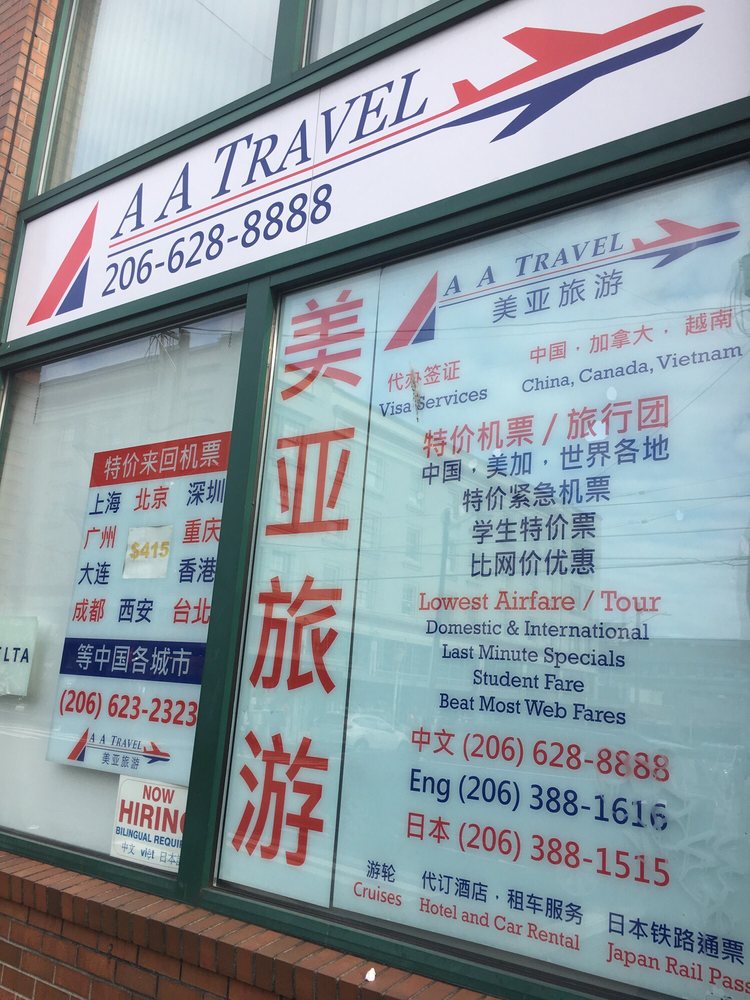 A A TRAVEL
206-628-8888
特价来回机票
上海 北京 深圳
广州 $415 重庆
大连 香港
成都 西安 台北
等中国各城市
(206) 623-2323
A A TRAVEL
美亚旅游
NOW
HIRING
BILINGUAL
中文 việt 日本
美亚旅游
A A TRAVEL
美亚旅游
代办签证 中国·加拿大·越南
Visa Services China, Canada, Vietnam
特价机票 / 旅行团
中国·美加·世界各地
特价紧急机票
学生特价票
比网价优惠
Lowest Airfare / Tour
Domestic & International
Last Minute Specials
Student Fare
Beat Most Web Fares
中文 (206) 628-8888
Eng (206) 388-1616
日本 (206) 388-1515
游轮 代订酒店·租车服务 日本铁路通票
Cruises Hotel and Car Rental Japan Rail Pass